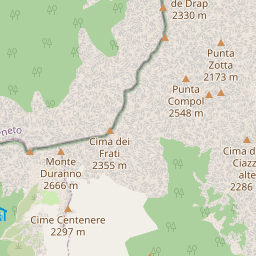 de Drap
2330 m
Punta
Zotta
2173 m
Punta
Compol
2548 m
neto
Cima dei
Frati
2355 m
Monte
Duranno
2666 m
Cima d
Ciazz
alte
2286
Cime Centenere
2297 m